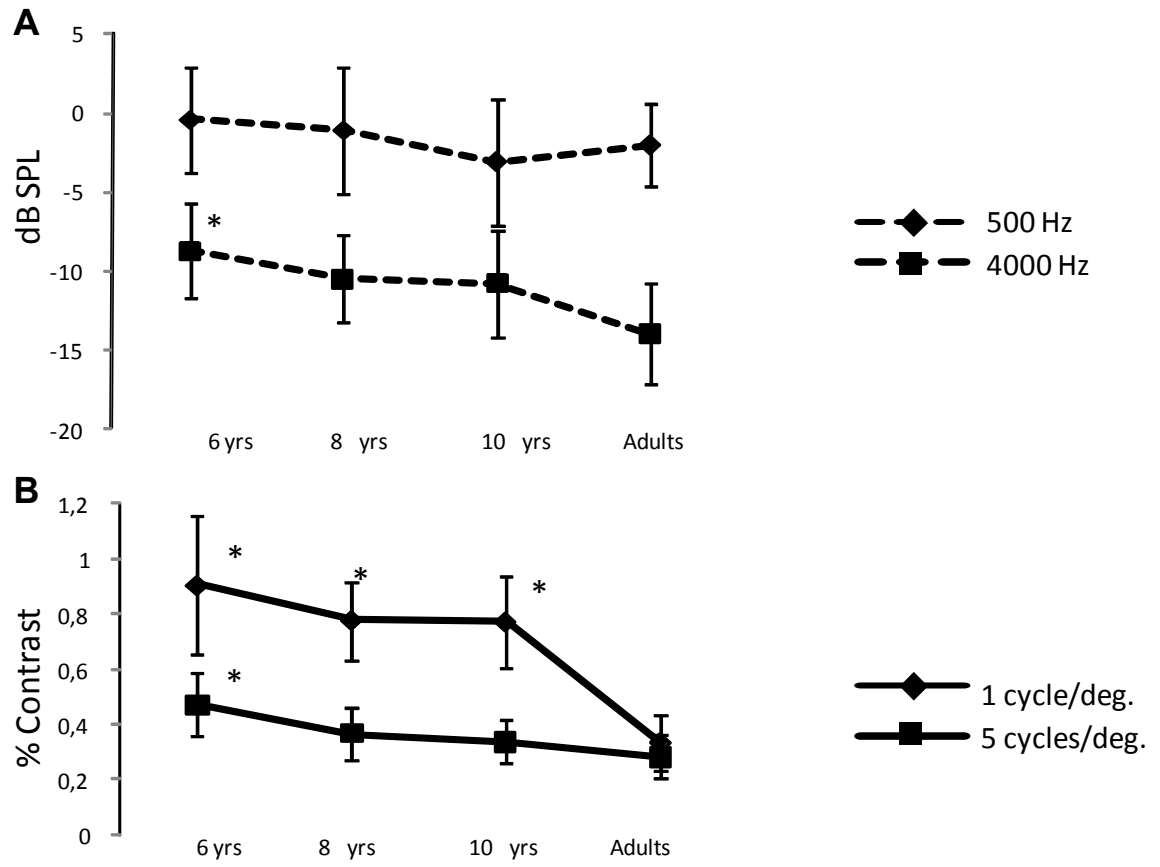 A
5
0
-5
-10
-15
-20
dB SPL
*
6 yrs 8 yrs 10 yrs Adults
500 Hz
4000 Hz
B
1,2
1
0,8
0,6
0,4
0,2
0
% Contrast
* * *
*
6 yrs 8 yrs 10 yrs Adults
1 cycle/deg.
5 cycles/deg.